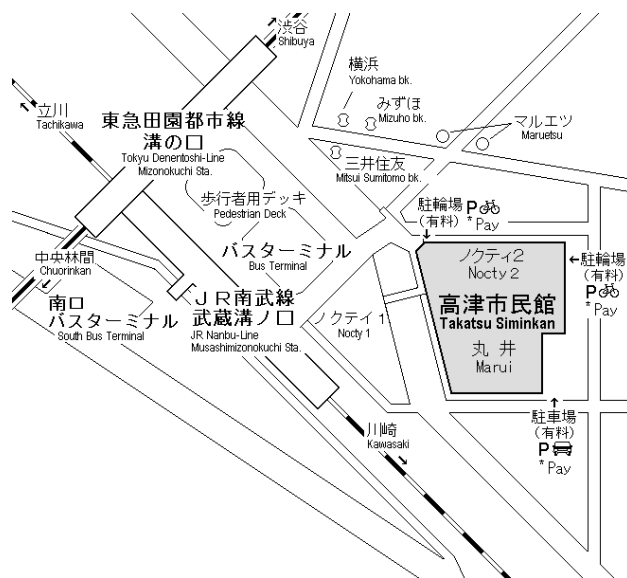 渋谷
Shibuya
横浜
Yokohama bk.
みずほ
Mizuho bk.
立川
Tachikawa
マルエツ
Maruetsu
東急田園都市線
溝の口
Tokyu Denentoshi-Line
Mizonokuchi Sta.
三井住友
Mitsui Sumitomo bk.
歩行者用デッキ
Pedestrian Deck
駐輪場
(有料)
P
* Pay
バスターミナル
Bus Terminal
中央林間
Chuorinkan
ノクティ2
Nocty 2
駐輪場
(有料)
P
* Pay
南口
バスターミナル
South Bus Terminal
JR南武線
武蔵溝ノ口
JR Nanbu-Line
Musashimizonokuchi Sta.
ノクティ1
Nocty 1
高津市民館
Takatsu Siminkan
丸井
Marui
川崎
Kawasaki
駐車場
(有料)
P
* Pay